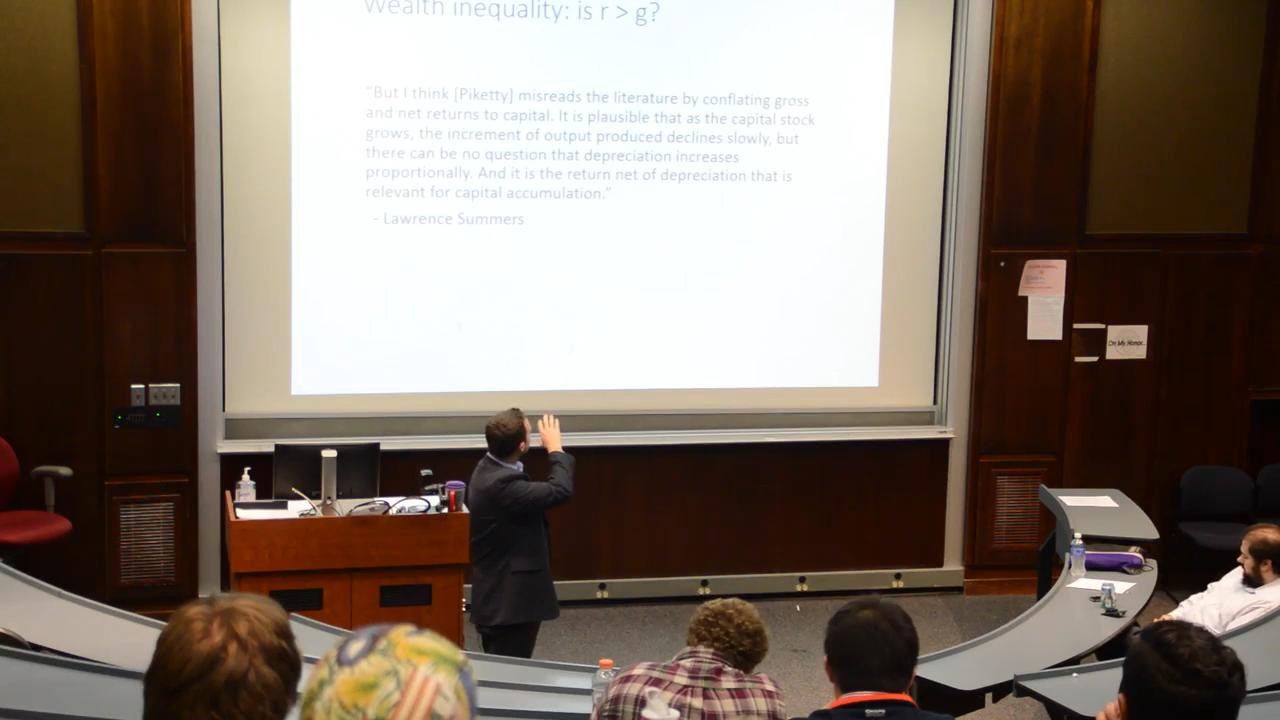 Wealth inequality: is r > g?
“But I think [Piketty] misreads the literature by conflating gross
and net returns to capital. It is plausible that as the capital stock
grows, the increment of output produced declines slowly, but
there can be no question that depreciation increases
proportionally. And it is the return net of depreciation that is
relevant for capital accumulation.”
- Lawrence Summers
On My Honor...